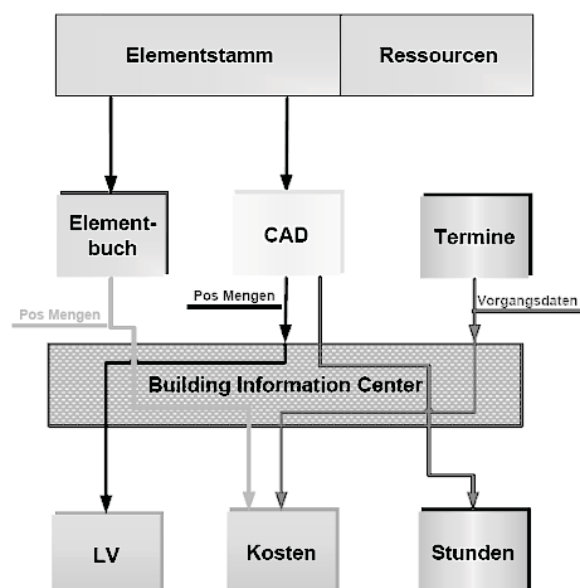 Elementstamm
Ressourcen
Element-
buch
CAD
Termine
Pos Mengen
Vorgangsdaten
Pos Mengen
Building Information Center
LV
Kosten
Stunden